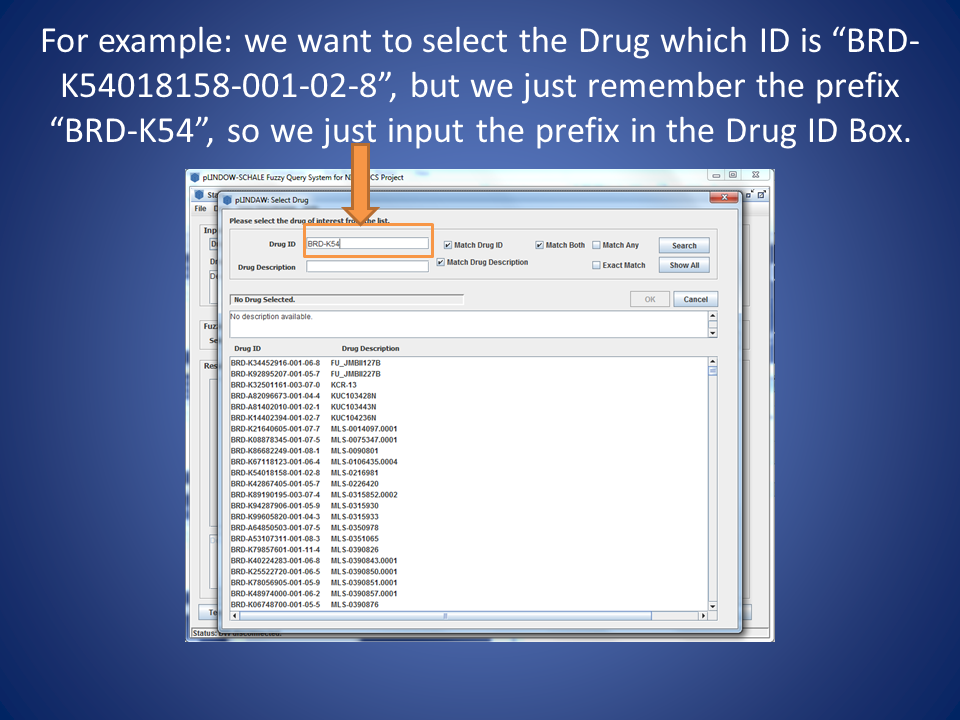 For example: we want to select the Drug which ID is “BRD-
K54018158-001-02-8”, but we just remember the prefix
“BRD-K54”, so we just input the prefix in the Drug ID Box.
pLINDOW-SCHALE Fuzzy Query System for N CS Project
pLINDAW: Select Drug
File
Please select the drug of interest from the list.
Drug ID BRD-K54 Match Drug ID Match Both Match Any Search
Drug Description Match Drug Description Exact Match Show All
No Drug Selected. OK Cancel
No description available.
Drug ID Drug Description
BRD-K34452916-001-06-8 FU_JMBII127B
BRD-K92895207-001-05-7 FU_JMBII227B
BRD-K32501161-003-07-0 KCR-13
BRD-A82096673-001-04-4 KUC103428N
BRD-A81402010-001-02-1 KUC103443N
BRD-K14402394-001-02-7 KUC104236N
BRD-K21640605-001-07-7 MLS-0014097.0001
BRD-K08878345-001-07-5 MLS-0075347.0001
BRD-K86682249-001-08-1 MLS-0090801
BRD-K67118123-001-06-4 MLS-0106435.0004
BRD-K54018158-001-02-8 MLS-0216981
BRD-K42867405-001-05-7 MLS-0226420
BRD-K89190195-003-07-4 MLS-0315852.0002
BRD-K94287906-001-05-9 MLS-0315930
BRD-K99605820-001-04-3 MLS-0315933
BRD-A64850503-001-07-5 MLS-0350978
BRD-A53107311-001-08-3 MLS-0351065
BRD-K79857601-001-11-4 MLS-0390826
BRD-K40224283-001-06-8 MLS-0390843.0001
BRD-K25522720-001-06-5 MLS-0390850.0001
BRD-K78056905-001-05-9 MLS-0390851.0001
BRD-K48974000-001-06-2 MLS-0390857.0001
BRD-K06748700-001-05-5 MLS-0390876
Status: